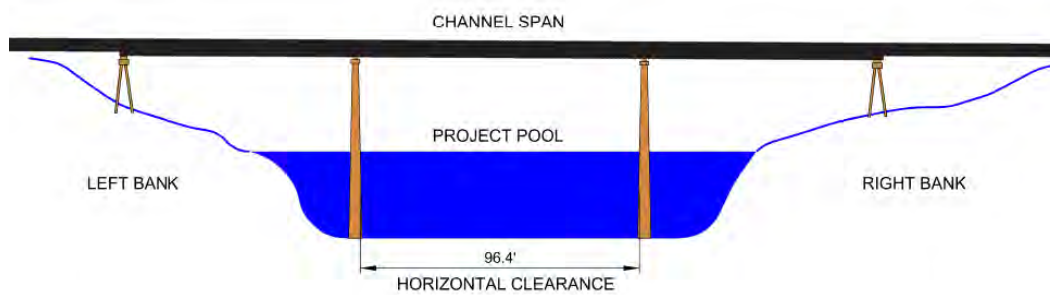 CHANNEL SPAN
PROJECT POOL
LEFT BANK
RIGHT BANK
96.4'
HORIZONTAL CLEARANCE